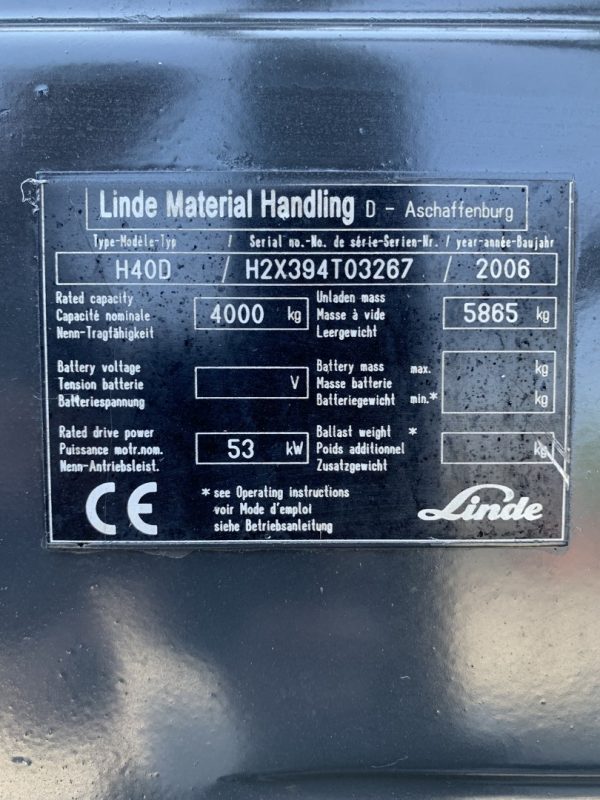 Linde Material Handling D - Aschaffenburg
Type-Modèle-Typ / Serial no.-No. de série-Serien-Nr. / year-année-Baujahr
H40D / H2X394T03267 / 2006
Rated capacity
Capacité nominale
Nenn-Tragfähigkeit
4000 kg
Unladen mass
Masse à vide
Leergewicht
5865 kg
Battery voltage
Tension batterie
Batteriespannung
V
Battery mass max. kg
Masse batterie
Batteriegewicht min.* kg
Rated drive power
Puissance motr.nom.
Nenn-Antriebsleist.
53 kW
Ballast weight *
Poids additionnel
Zusatzgewicht
kg
CE
* see Operating instructions
voir Mode d'emploi
siehe Betriebsanleitung
Linde